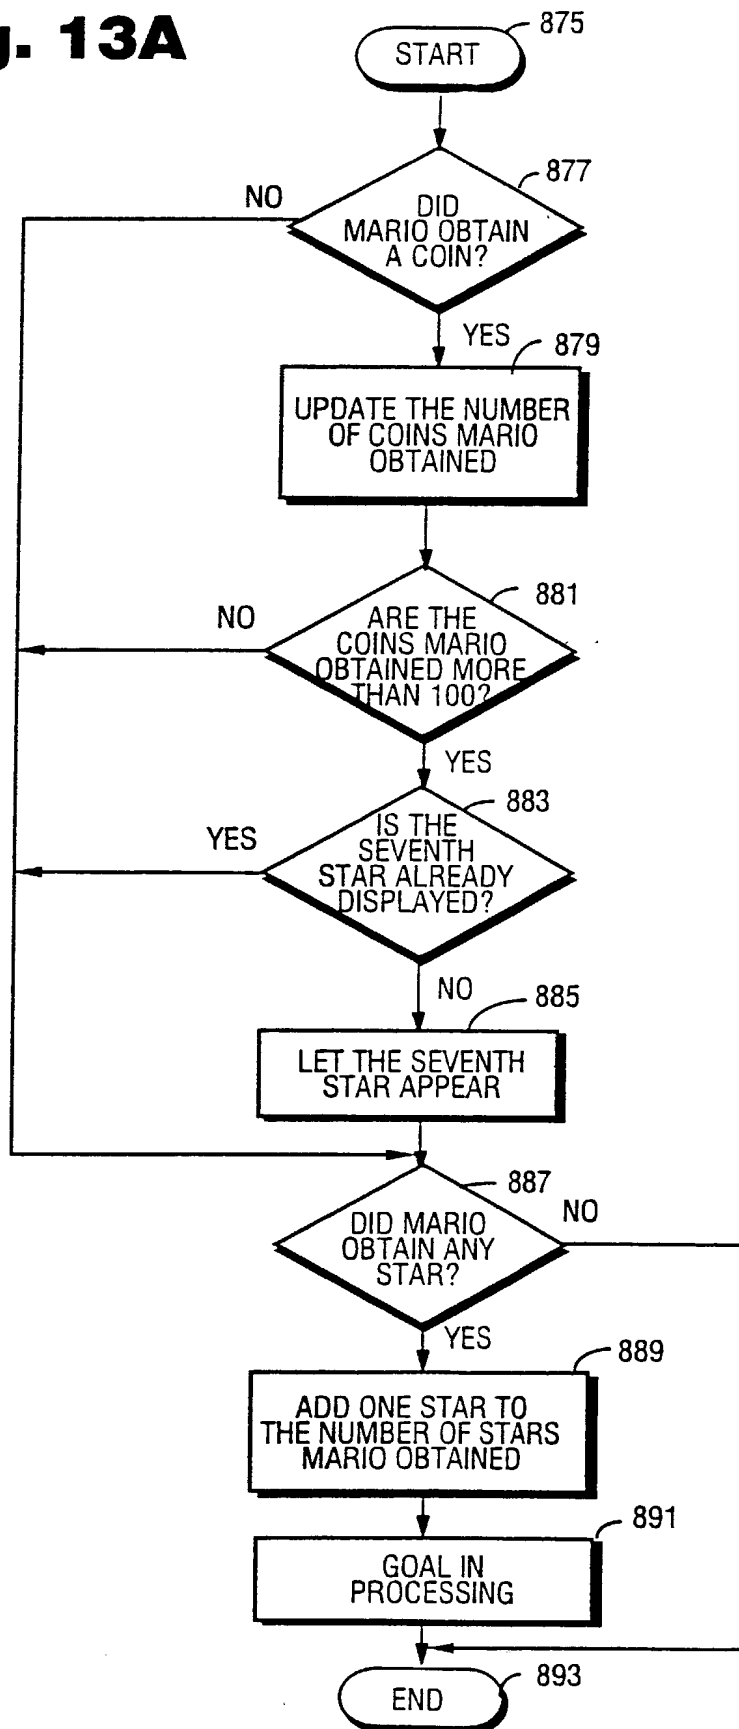 g. 13A
875
START
877
NO
DID
MARIO OBTAIN
A COIN?
YES
879
UPDATE THE NUMBER
OF COINS MARIO
OBTAINED
881
NO
ARE THE
COINS MARIO
OBTAINED MORE
THAN 100?
YES
883
YES
IS THE
SEVENTH
STAR ALREADY
DISPLAYED?
NO
885
LET THE SEVENTH
STAR APPEAR
887
NO
DID MARIO
OBTAIN ANY
STAR?
YES
889
ADD ONE STAR TO
THE NUMBER OF STARS
MARIO OBTAINED
891
GOAL IN
PROCESSING
893
END